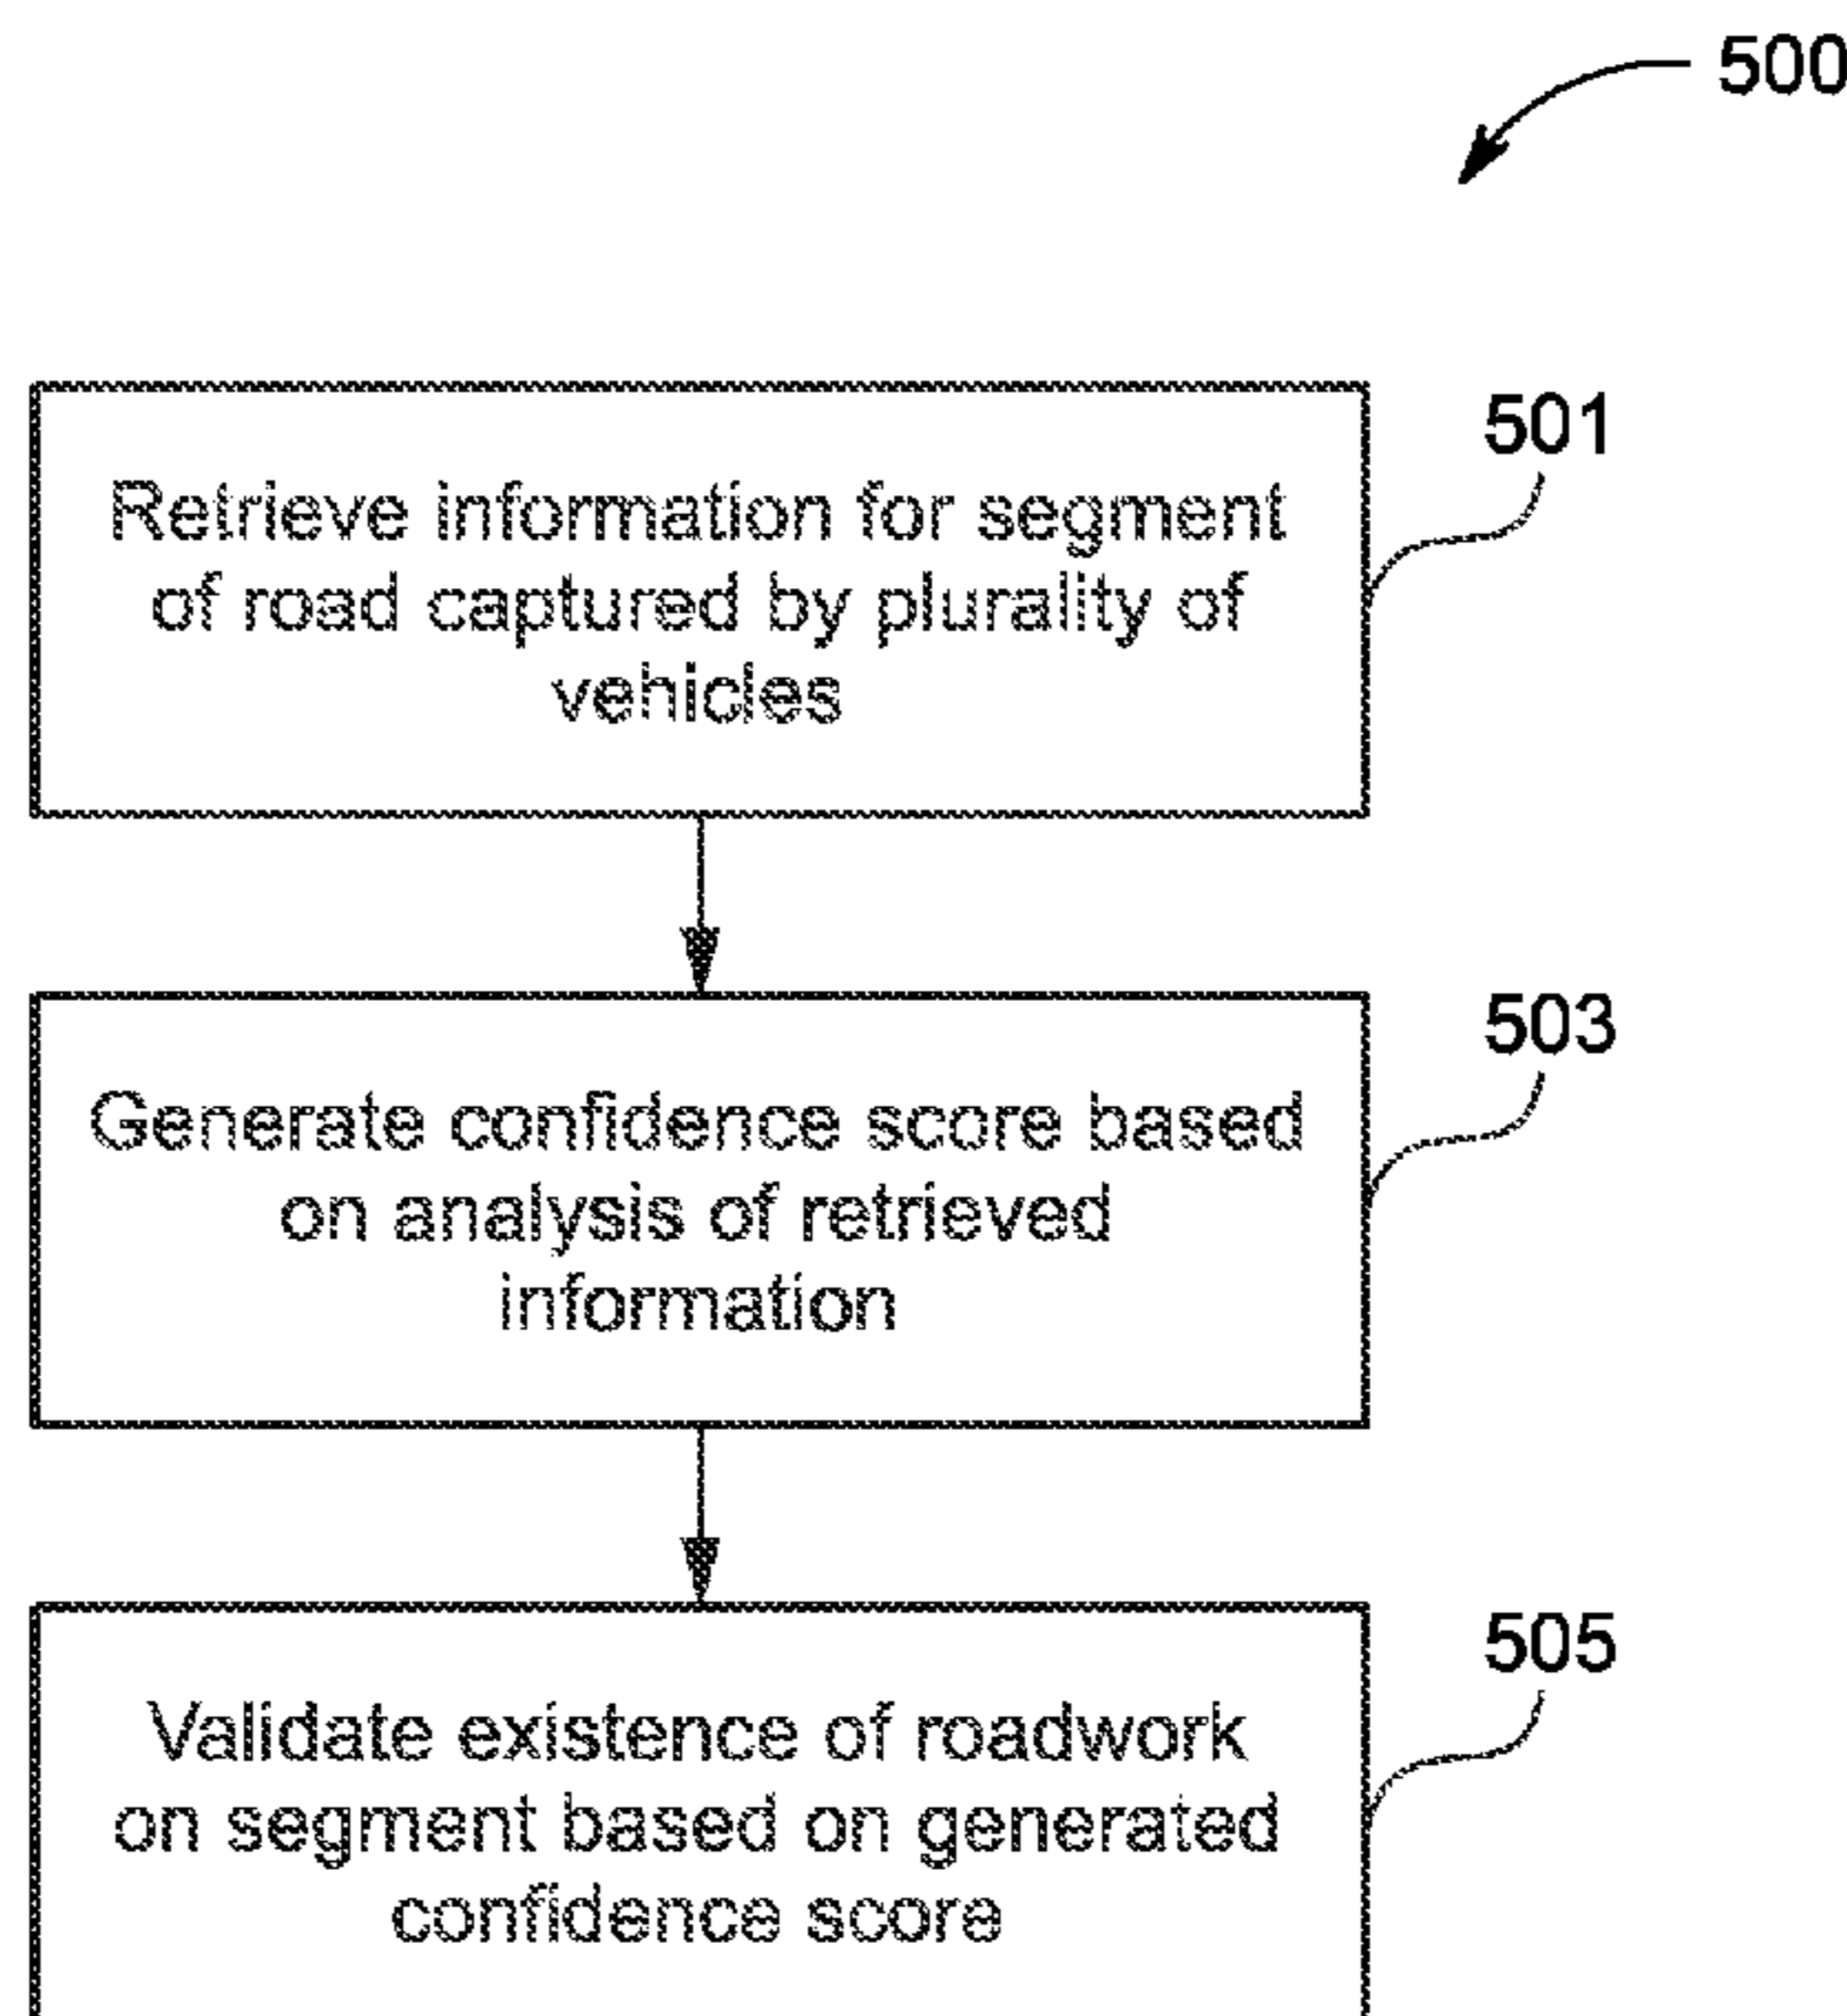 500
501
Retrieve information for segment
of road captured by plurality of
vehicles
503
Generate confidence score based
on analysis of retrieved
information
505
Validate existence of roadwork
on segment based on generated
confidence score